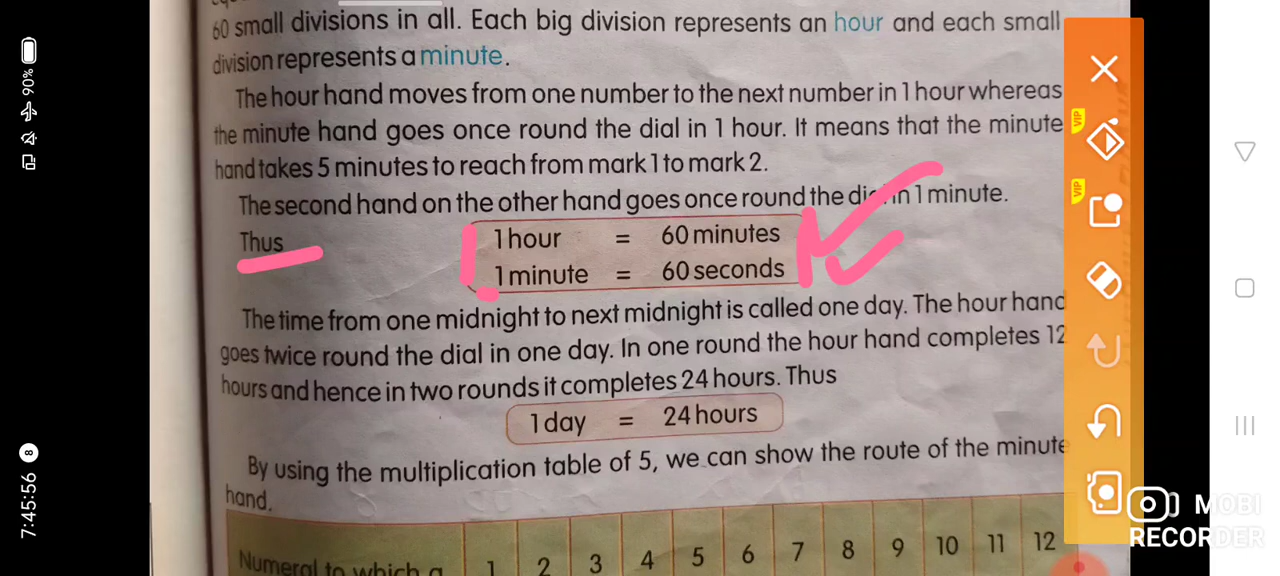 60 small divisions in all. Each big division represents an hour and each small
division represents a minute.
The hour hand moves from one number to the next number in 1 hour whereas
the minute hand goes once round the dial in 1 hour. It means that the minute
hand takes 5 minutes to reach from mark 1 to mark 2.
The second hand on the other hand goes once round the in 1 minute.
Thus
1 hour = 60 minutes
1 minute = 60 seconds
The time from one midnight to next midnight is called one day. The hour hand
goes twice round the dial in one day. In one round the hour hand completes 12
hours and hence in two rounds it completes 24 hours. Thus
1 day = 24 hours
By using the multiplication table of 5, we can show the route of the minute
hand.
Numeral to which a 1 2 3 4 5 6 7 8 9 10 11 12
90%
7:45:56 8
VIP
VIP
MOBI
RECORDER